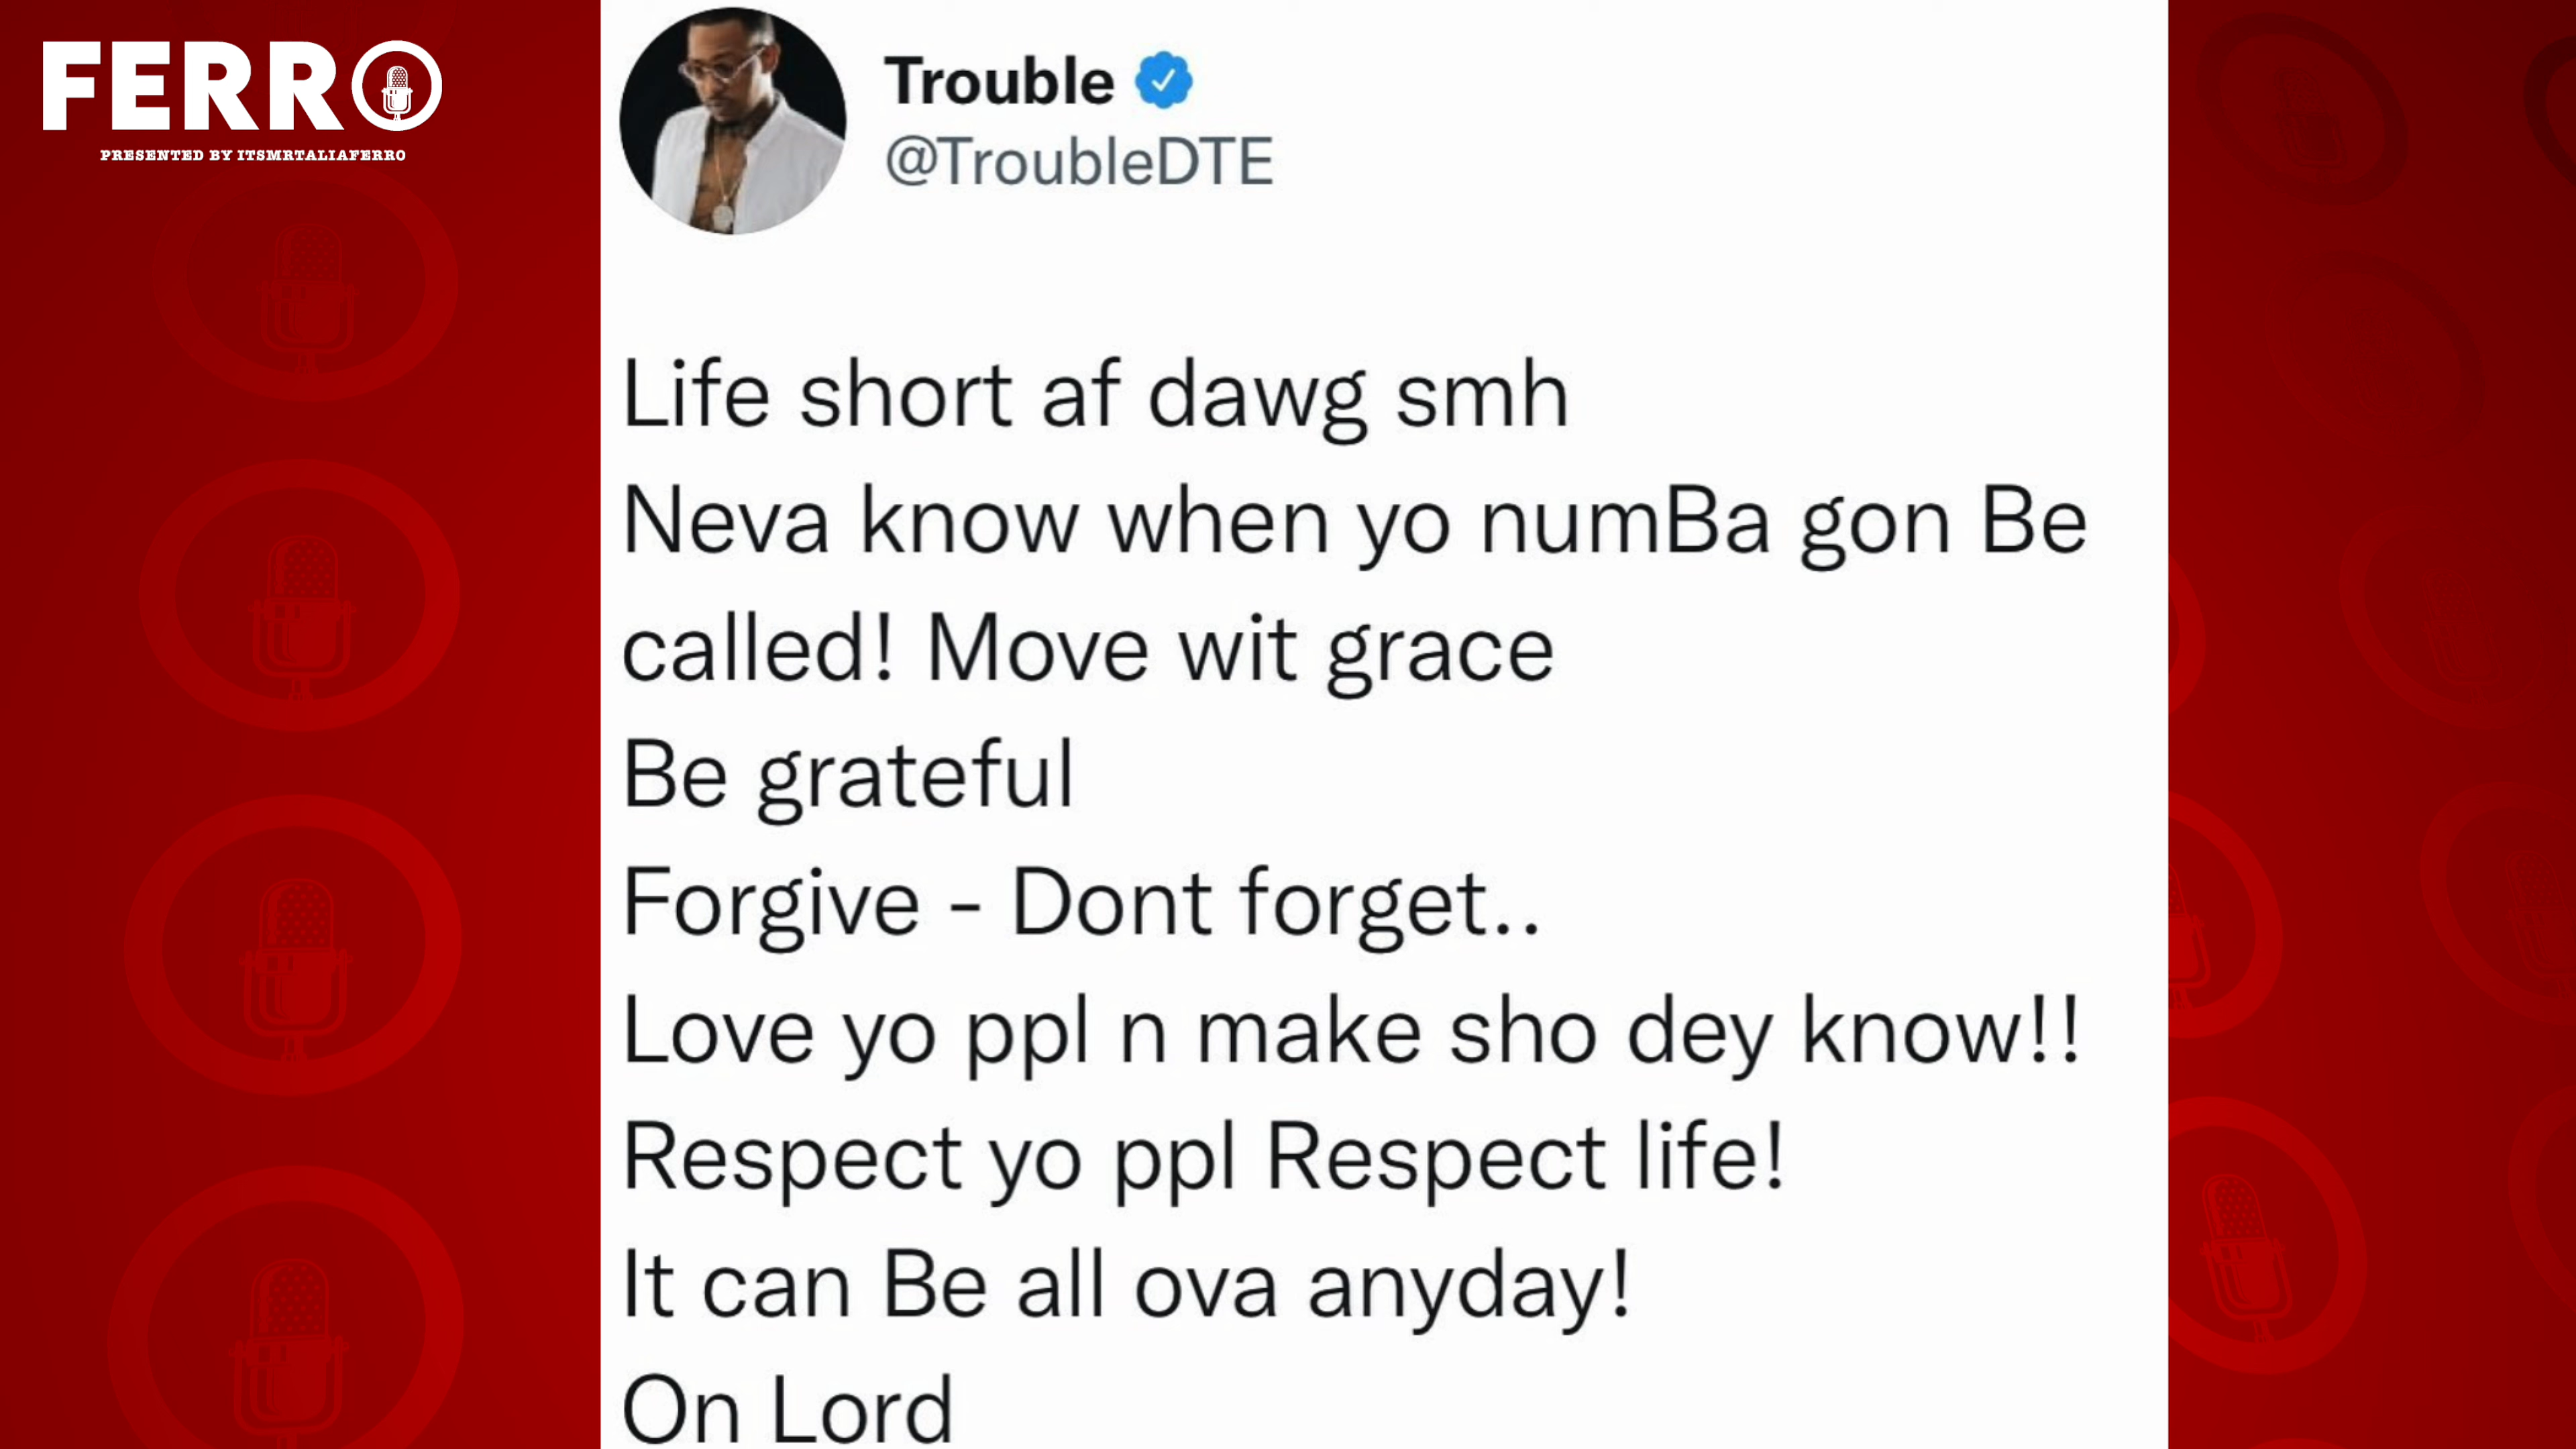 FERRO
PRESENTED BY ITSMRTALIAFERRO
Trouble
@TroubleDTE
Life short af dawg smh
Neva know when yo numBa gon Be
called! Move wit grace
Be grateful
Forgive - Dont forget..
Love yo ppl n make sho dey know!!
Respect yo ppl Respect life!
It can Be all ova anyday!
On Lord